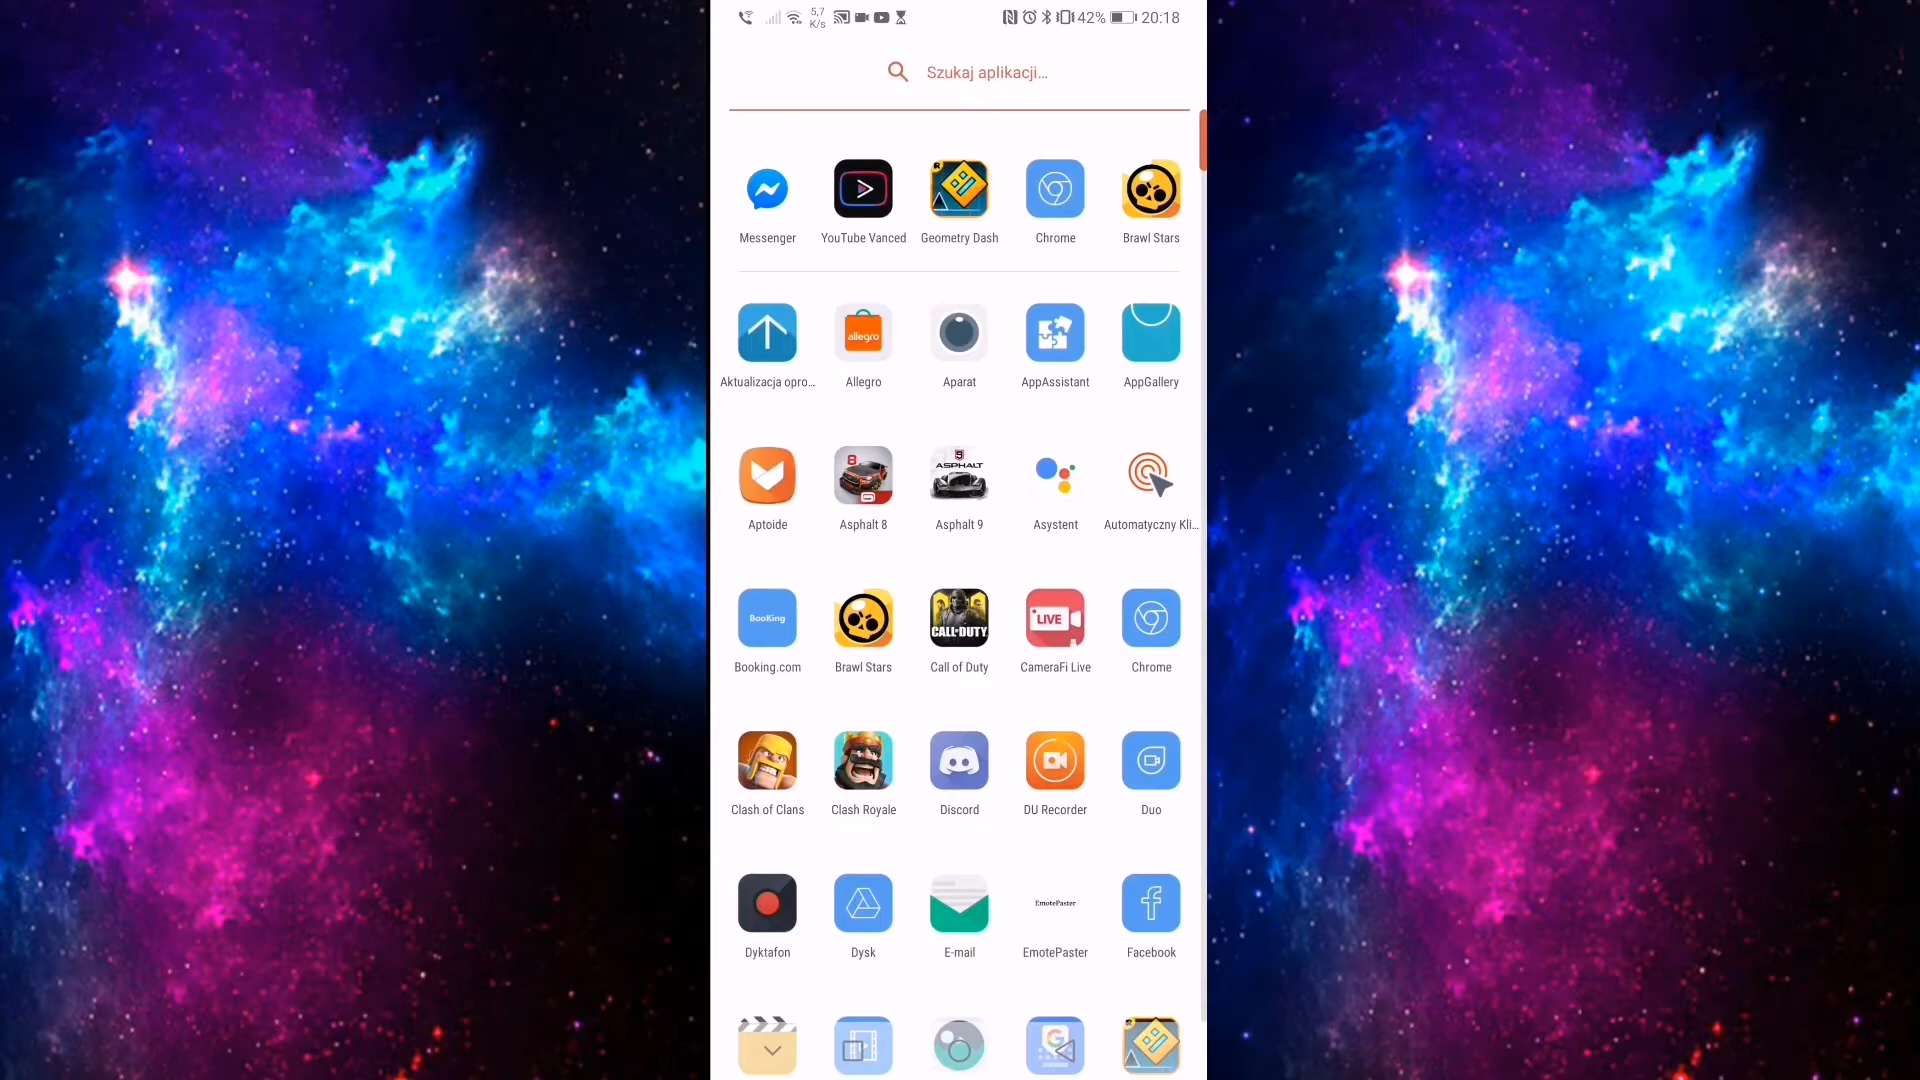 5,7
K/s
42%
20:18
Szukaj aplikacji...
Messenger
YouTube Vanced
Geometry Dash
Chrome
Brawl Stars
allegro
Aktualizacja opro...
Allegro
Aparat
AppAssistant
AppGallery
8
9
ASPHALT
Aptoide
Asphalt 8
Asphalt 9
Asystent
Automatyczny Kli...
BooKing
CALL OF DUTY
LIVE
Booking.com
Brawl Stars
Call of Duty
CameraFi Live
Chrome
Clash of Clans
Clash Royale
Discord
DU Recorder
Duo
EmotePaster
Dyktafon
Dysk
E-mail
EmotePaster
Facebook
G